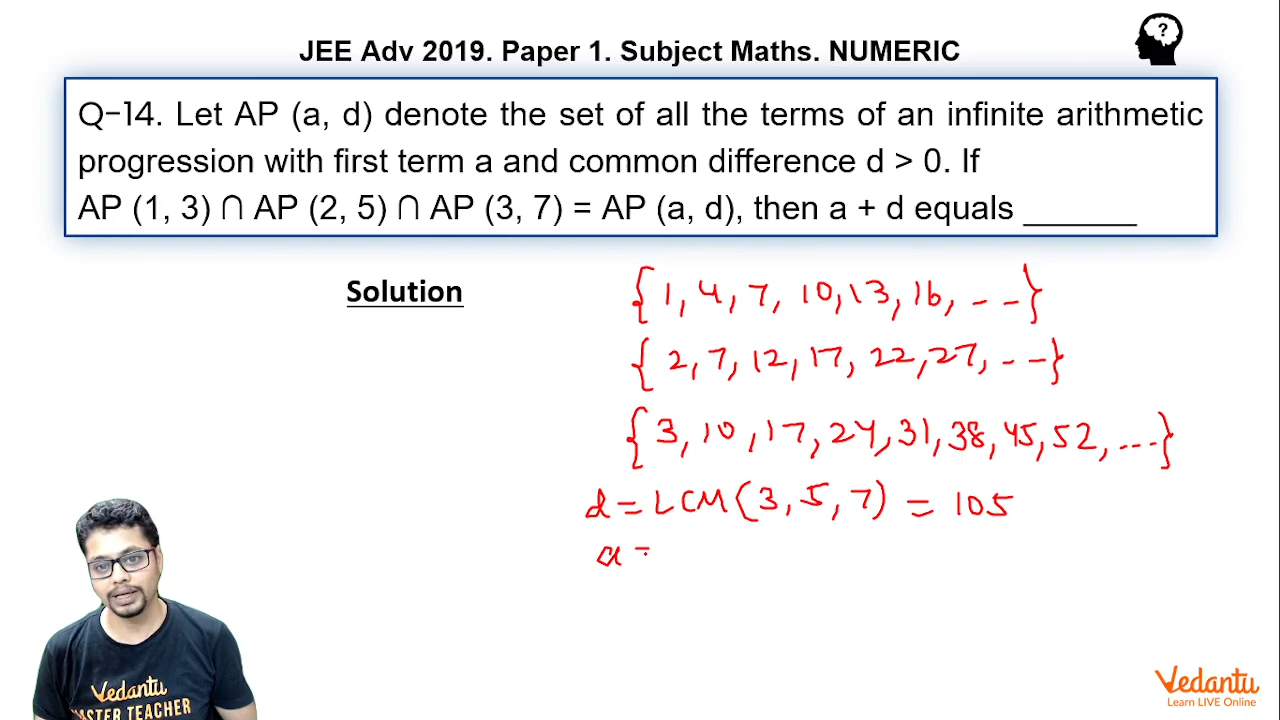 JEE Adv 2019. Paper 1. Subject Maths. NUMERIC
?
Q-14. Let AP (a, d) denote the set of all the terms of an infinite arithmetic
progression with first term a and common difference d > 0. If
AP (1, 3) ∩ AP (2, 5) ∩ AP (3, 7) = AP (a, d), then a + d equals ______
Solution
{1, 4, 7, 10, 13, 16, - - }
{2, 7, 12, 17, 22, 27, - - }
{3, 10, 17, 24, 31, 38, 45, 52, ---}
d = LCM(3, 5, 7) = 105
a =
Vedantu
MASTER TEACHER
Vedantu
Learn LIVE Online